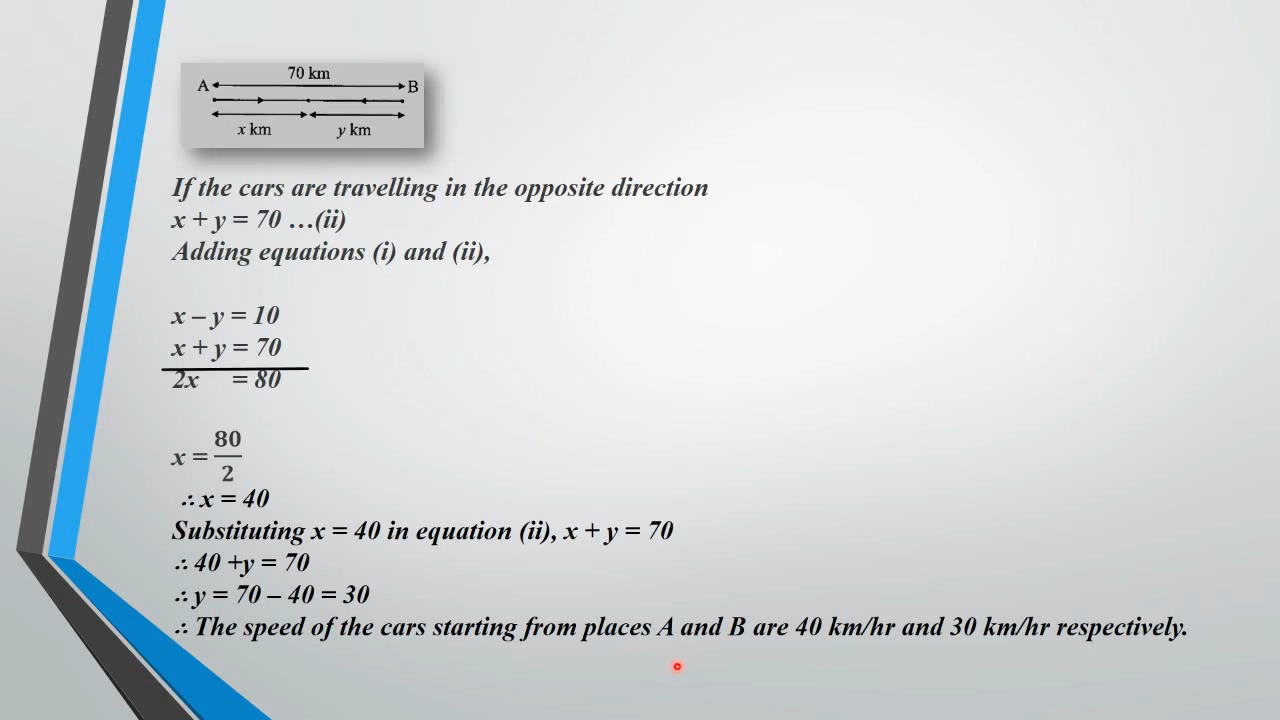 70 km
A B
x km y km
If the cars are travelling in the opposite direction
x + y = 70 …(ii)
Adding equations (i) and (ii),
x – y = 10
x + y = 70
2x = 80
x = 80/2
∴ x = 40
Substituting x = 40 in equation (ii), x + y = 70
∴ 40 +y = 70
∴ y = 70 – 40 = 30
∴ The speed of the cars starting from places A and B are 40 km/hr and 30 km/hr respectively.